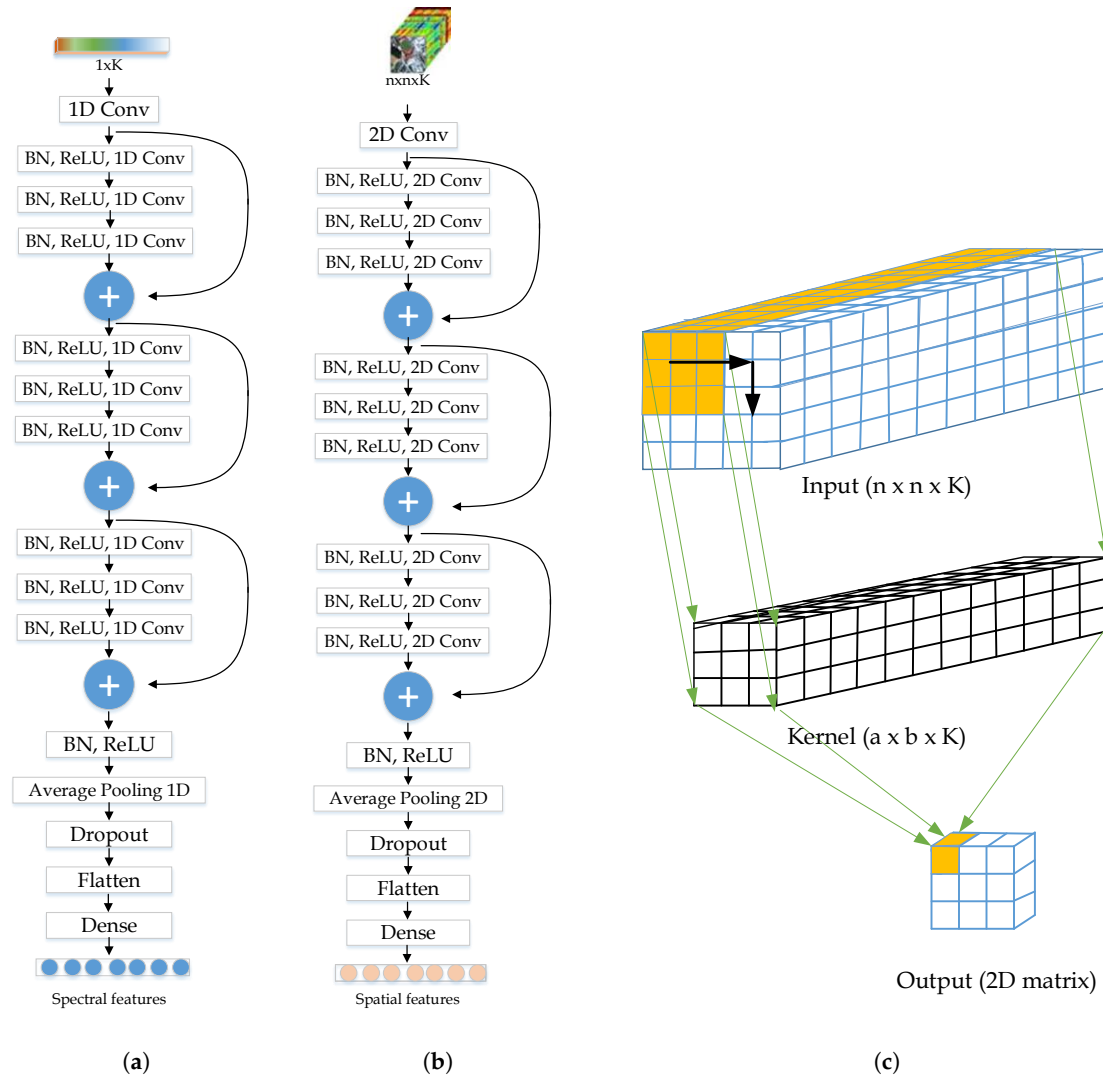 1xK
1D Conv
BN, ReLU, 1D Conv
BN, ReLU, 1D Conv
BN, ReLU, 1D Conv
+
BN, ReLU, 1D Conv
BN, ReLU, 1D Conv
BN, ReLU, 1D Conv
+
BN, ReLU, 1D Conv
BN, ReLU, 1D Conv
BN, ReLU, 1D Conv
+
BN, ReLU
Average Pooling 1D
Dropout
Flatten
Dense
Spectral features
(a)
nxnxK
2D Conv
BN, ReLU, 2D Conv
BN, ReLU, 2D Conv
BN, ReLU, 2D Conv
+
BN, ReLU, 2D Conv
BN, ReLU, 2D Conv
BN, ReLU, 2D Conv
+
BN, ReLU, 2D Conv
BN, ReLU, 2D Conv
BN, ReLU, 2D Conv
+
BN, ReLU
Average Pooling 2D
Dropout
Flatten
Dense
Spatial features
(b)
Input (n x n x K)
Kernel (a x b x K)
Output (2D matrix)
(c)